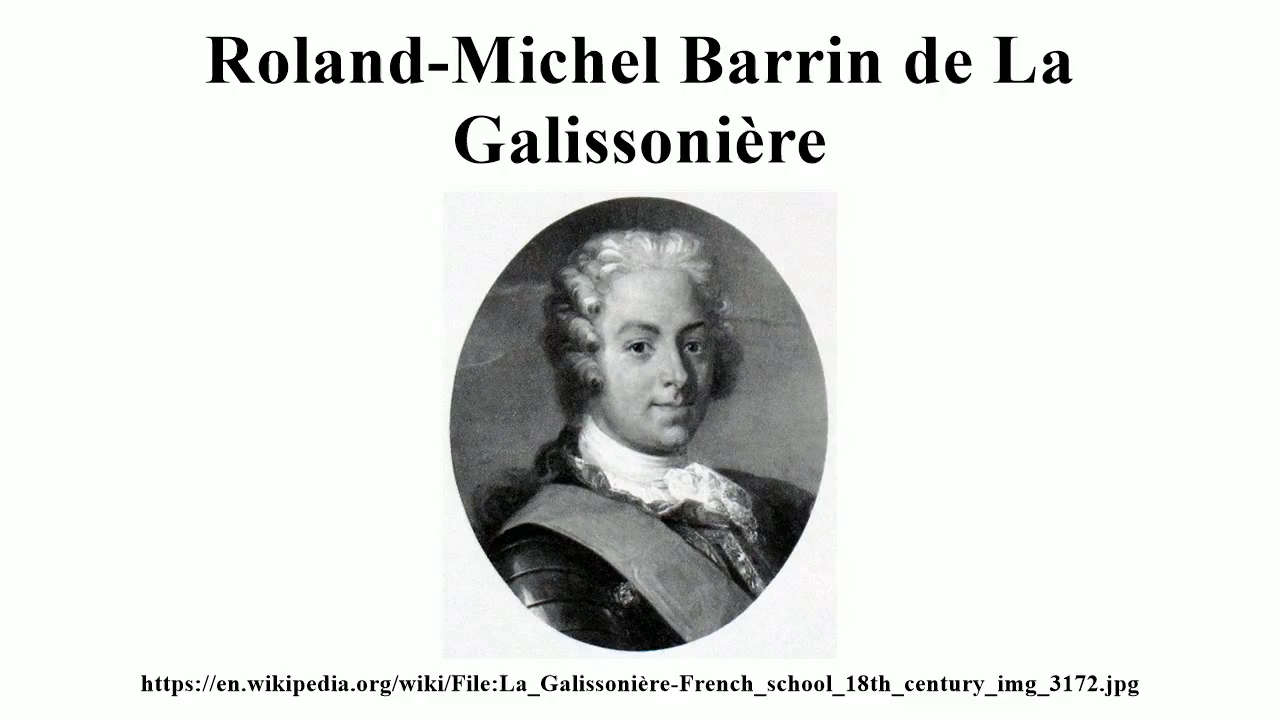 Roland-Michel Barrin de La
Galissonière
https://en.wikipedia.org/wiki/File:La_Galissonière-French_school_18th_century_img_3172.jpg